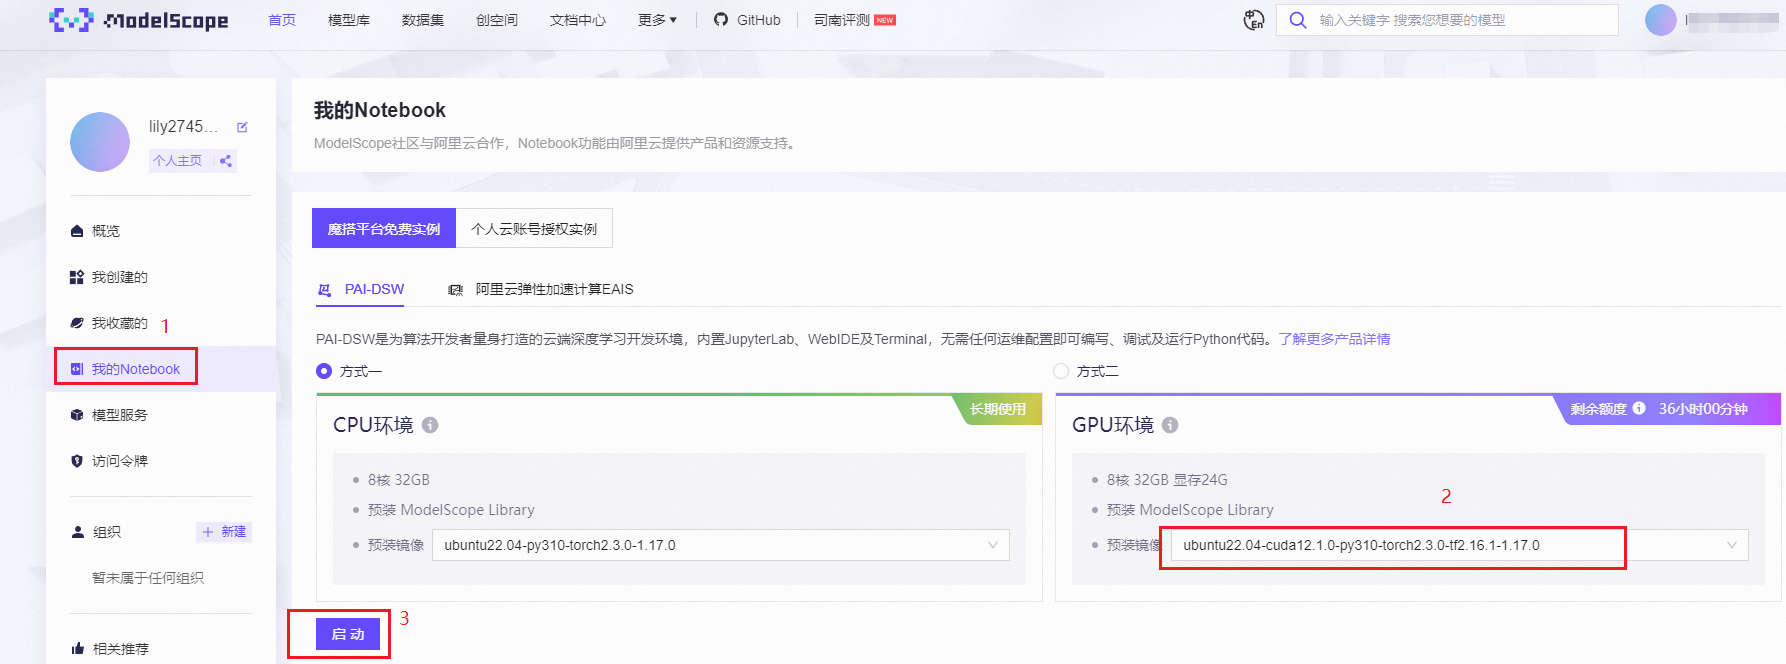 ModelScope 首页 模型库 数据集 创空间 文档中心 更多 GitHub 司南评测 NEW 中 En 输入关键字 搜索您想要的模型
lily2745...
个人主页
概览
我创建的
我收藏的
1
我的Notebook
模型服务
访问令牌
组织 + 新建
暂未属于任何组织
相关推荐
我的Notebook
ModelScope社区与阿里云合作，Notebook功能由阿里云提供产品和资源支持。
魔搭平台免费实例 个人云账号授权实例
PAI-DSW 阿里云弹性加速计算EAIS
PAI-DSW是为算法开发者量身打造的云端深度学习开发环境，内置JupyterLab、WebIDE及Terminal，无需任何运维配置即可编写、调试及运行Python代码。了解更多产品详情
方式一
长期使用
CPU环境
8核 32GB
预装 ModelScope Library
预装镜像 ubuntu22.04-py310-torch2.3.0-1.17.0
方式二
剩余额度 36小时00分钟
GPU环境
8核 32GB 显存24G
2
预装 ModelScope Library
预装镜像 ubuntu22.04-cuda12.1.0-py310-torch2.3.0-tf2.16.1-1.17.0
启动
3